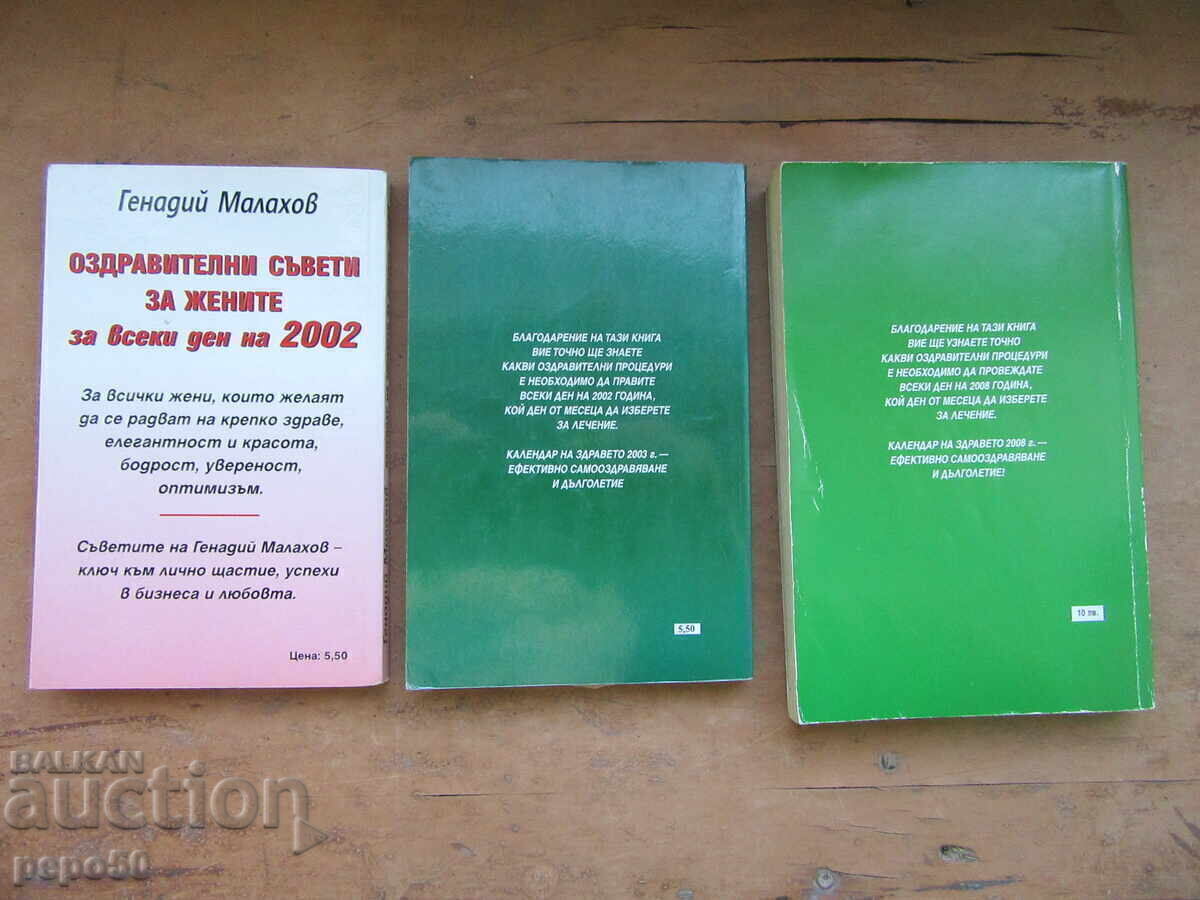 Генадий Малахов
ОЗДРАВИТЕЛНИ СЪВЕТИ
ЗА ЖЕНИТЕ
за всеки ден на 2002
За всички жени, които желаят
да се радват на крепко здраве,
елегантност и красота,
бодрост, увереност,
оптимизъм.
Съветите на Генадий Малахов –
ключ към лично щастие, успехи
в бизнеса и любовта.
Цена: 5,50
БЛАГОДАРЕНИЕ НА ТАЗИ КНИГА
ВИЕ ТОЧНО ЩЕ ЗНАЕТЕ
КАКВИ ОЗДРАВИТЕЛНИ ПРОЦЕДУРИ
Е НЕОБХОДИМО ДА ПРАВИТЕ
ВСЕКИ ДЕН НА 2002 ГОДИНА,
КОЙ ДЕН ОТ МЕСЕЦА ДА ИЗБЕРЕТЕ
ЗА ЛЕЧЕНИЕ.
КАЛЕНДАР НА ЗДРАВЕТО 2003 г. —
ЕФЕКТИВНО САМООЗДРАВЯВАНЕ
И ДЪЛГОЛЕТИЕ
5,50
БЛАГОДАРЕНИЕ НА ТАЗИ КНИГА
ВИЕ ЩЕ УЗНАЕТЕ ТОЧНО
КАКВИ ОЗДРАВИТЕЛНИ ПРОЦЕДУРИ
Е НЕОБХОДИМО ДА ПРОВЕЖДАТЕ
ВСЕКИ ДЕН НА 2008 ГОДИНА,
КОЙ ДЕН ОТ МЕСЕЦА ДА ИЗБЕРЕТЕ
ЗА ЛЕЧЕНИЕ.
КАЛЕНДАР НА ЗДРАВЕТО 2008 г. —
ЕФЕКТИВНО САМООЗДРАВЯВАНЕ
И ДЪЛГОЛЕТИЕ!
10 лв.
BALKAN
auction
pepo50